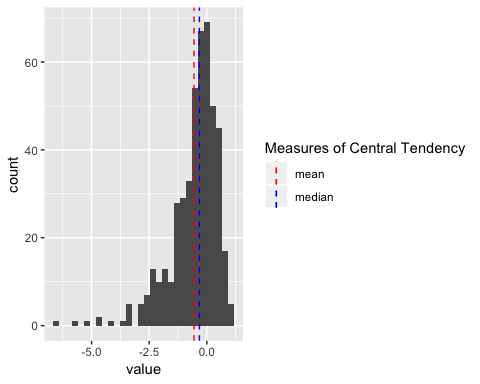 60
40
20
0
count
-5.0 -2.5 0.0
value
Measures of Central Tendency
mean
median